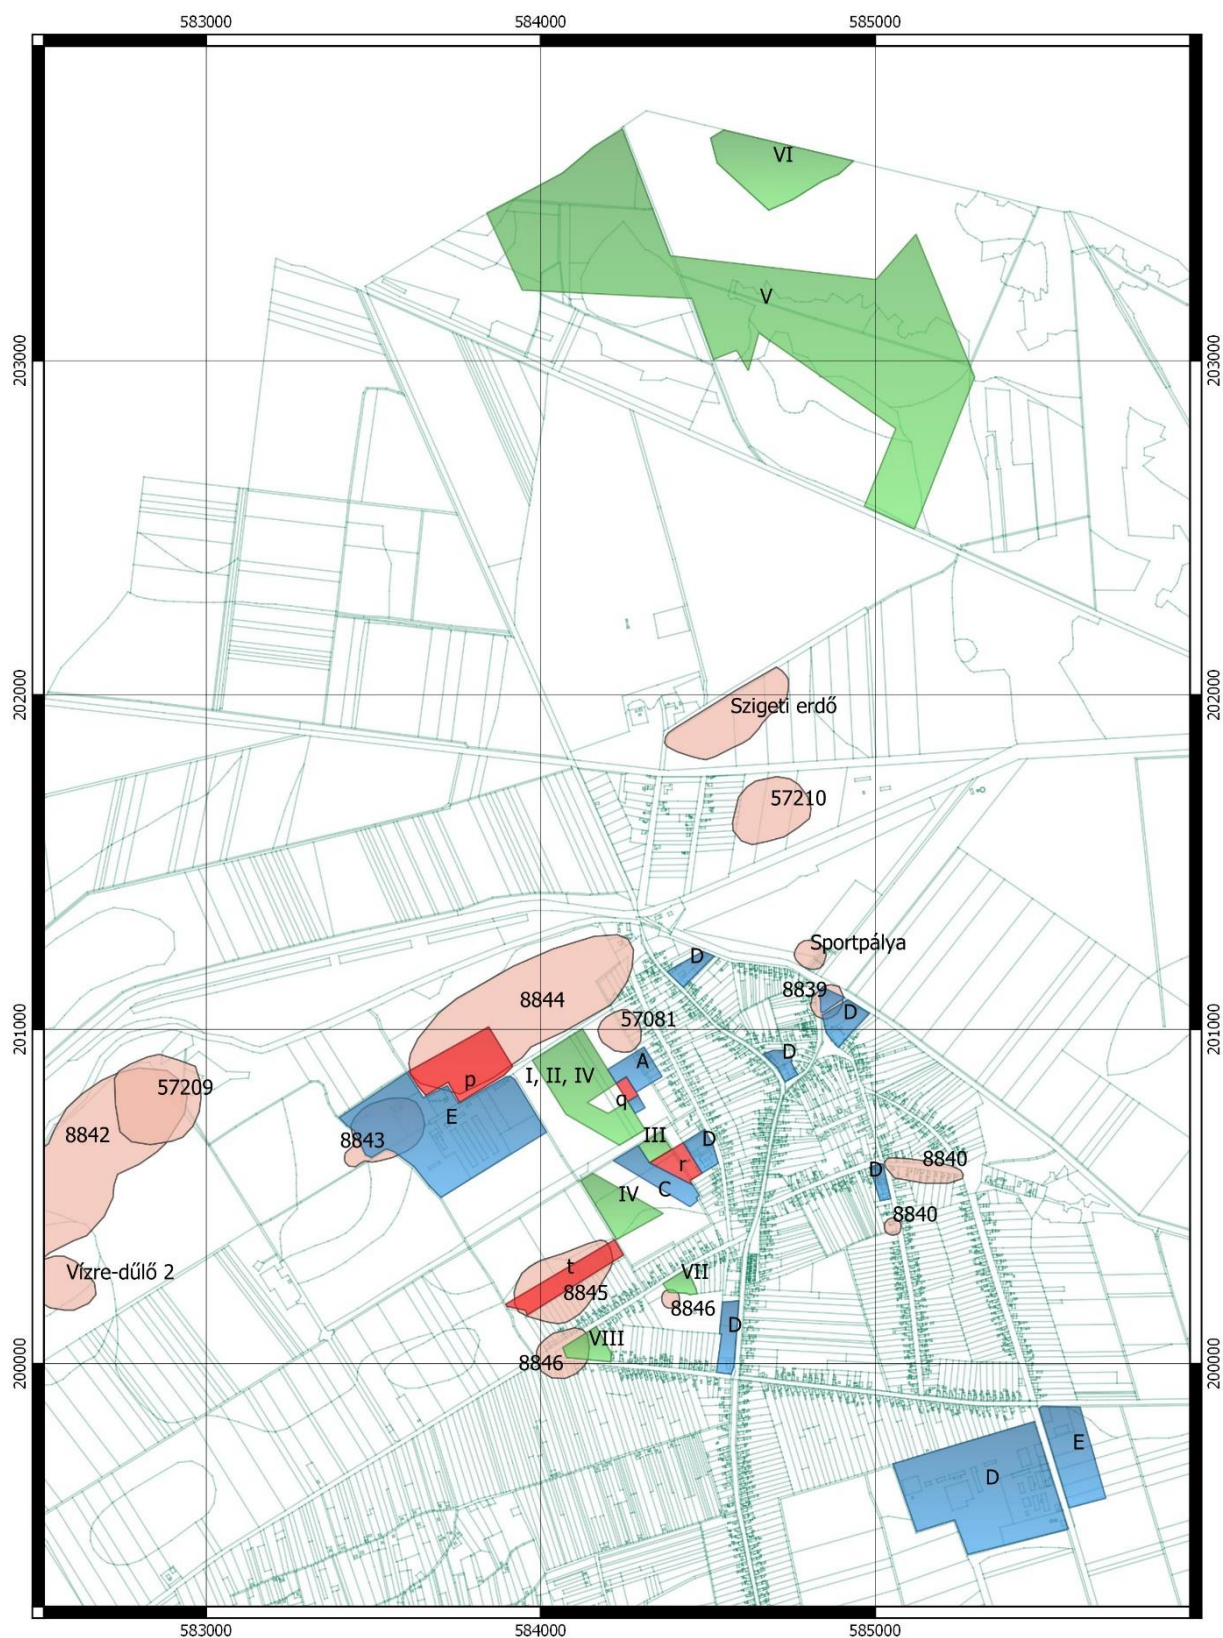 583000
584000
585000
VI
V
203000
203000
202000
202000
Szigeti erdő
57210
Sportpálya
D
8844
8839
D
201000
201000
57081
D
A
I, II, IV
p
q
57209
E
8842
8843
III
D
r
D
8840
IV
C
8840
Vízre-dűlő 2
t
VII
8845
8846
D
VIII
8846
200000
200000
E
D
583000
584000
585000